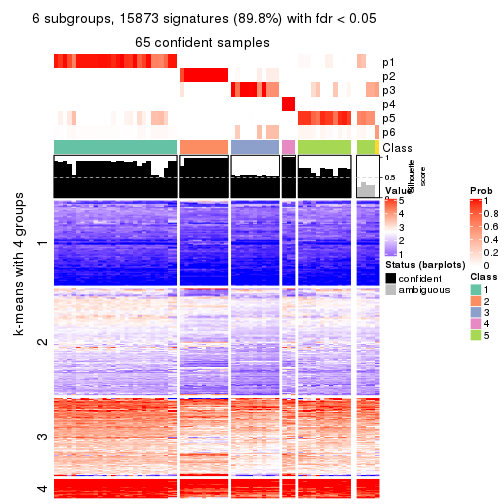 6 subgroups, 15873 signatures (89.8%) with fdr < 0.05
65 confident samples
p1
p2
p3
p4
p5
p6
Class
1
0.5
0
Silhouette
score
k-means with 4 groups
1
2
3
4
Value
5
4
3
2
1
Status (barplots)
confident
ambiguous
Prob
1
0.8
0.6
0.4
0.2
0
Class
1
2
3
4
5